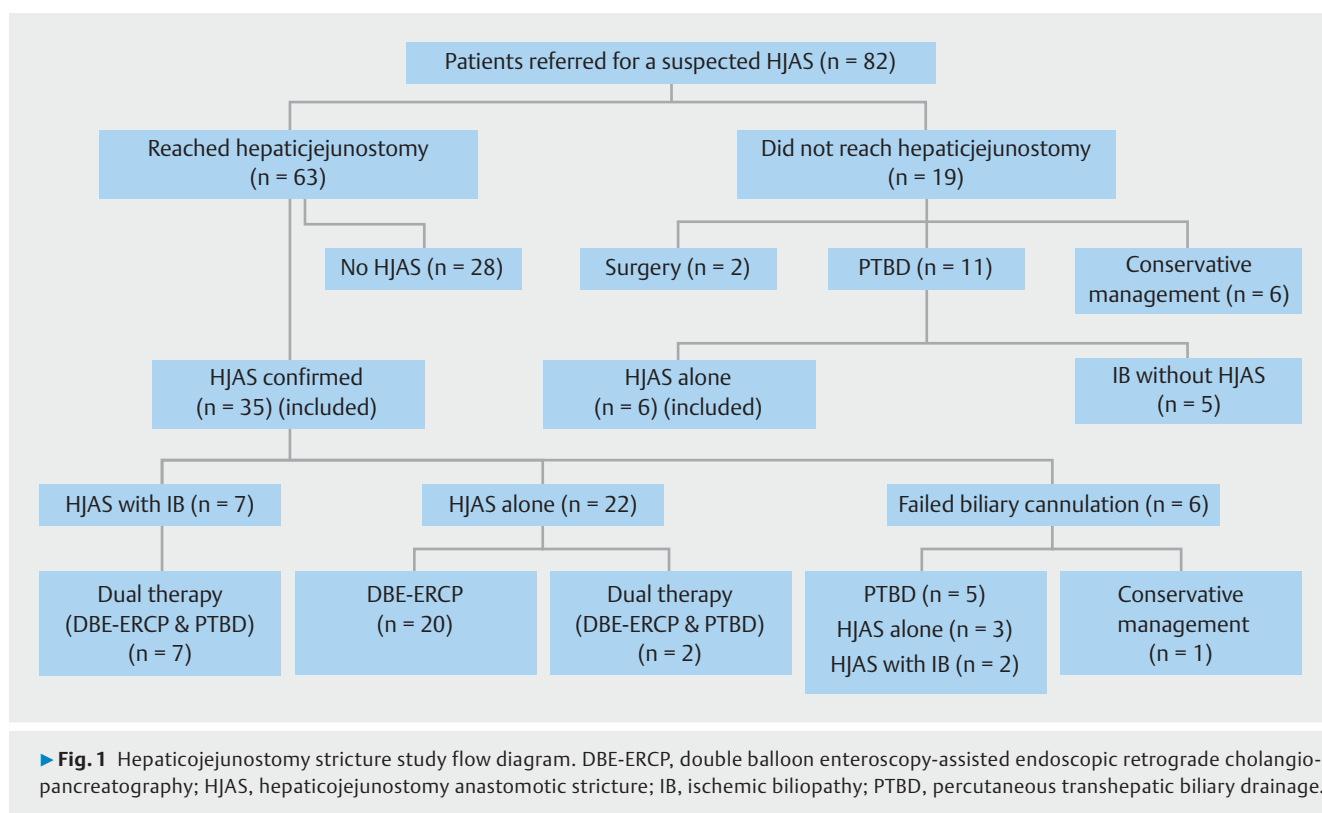 Patients referred for a suspected HJAS (n = 82)
Reached hepaticjejunostomy
(n = 63)
Did not reach hepaticjejunostomy
(n = 19)
No HJAS (n = 28)
Surgery (n = 2)
PTBD (n = 11)
Conservative
management (n = 6)
HJAS confirmed
(n = 35) (included)
HJAS alone
(n = 6) (included)
IB without HJAS
(n = 5)
HJAS with IB (n = 7)
HJAS alone (n = 22)
Failed biliary cannulation (n = 6)
Dual therapy
(DBE-ERCP & PTBD)
(n = 7)
DBE-ERCP
(n = 20)
Dual therapy
(DBE-ERCP & PTBD)
(n = 2)
PTBD (n = 5)
HJAS alone (n = 3)
HJAS with IB (n = 2)
Conservative
management
(n = 1)
▶ Fig. 1 Hepaticojejunostomy stricture study flow diagram. DBE-ERCP, double balloon enteroscopy-assisted endoscopic retrograde cholangio-
pancreatography; HJAS, hepaticojejunostomy anastomotic stricture; IB, ischemic biliopathy; PTBD, percutaneous transhepatic biliary drainage.